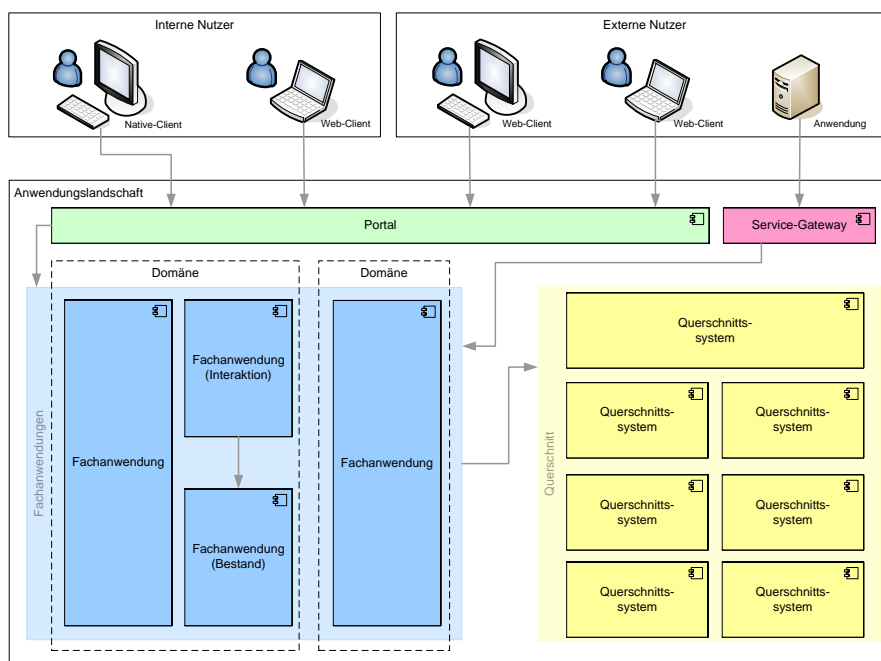 Interne Nutzer
Externe Nutzer
Native-Client
Web-Client
Web-Client
Web-Client
Anwendung
Anwendungslandschaft
Portal
Service-Gateway
Domäne
Domäne
Fachanwendungen
Fachanwendung
Fachanwendung
(Interaktion)
Fachanwendung
(Bestand)
Fachanwendung
Querschnitt
Querschnitts-
system
Querschnitts-
system
Querschnitts-
system
Querschnitts-
system
Querschnitts-
system
Querschnitts-
system
Querschnitts-
system